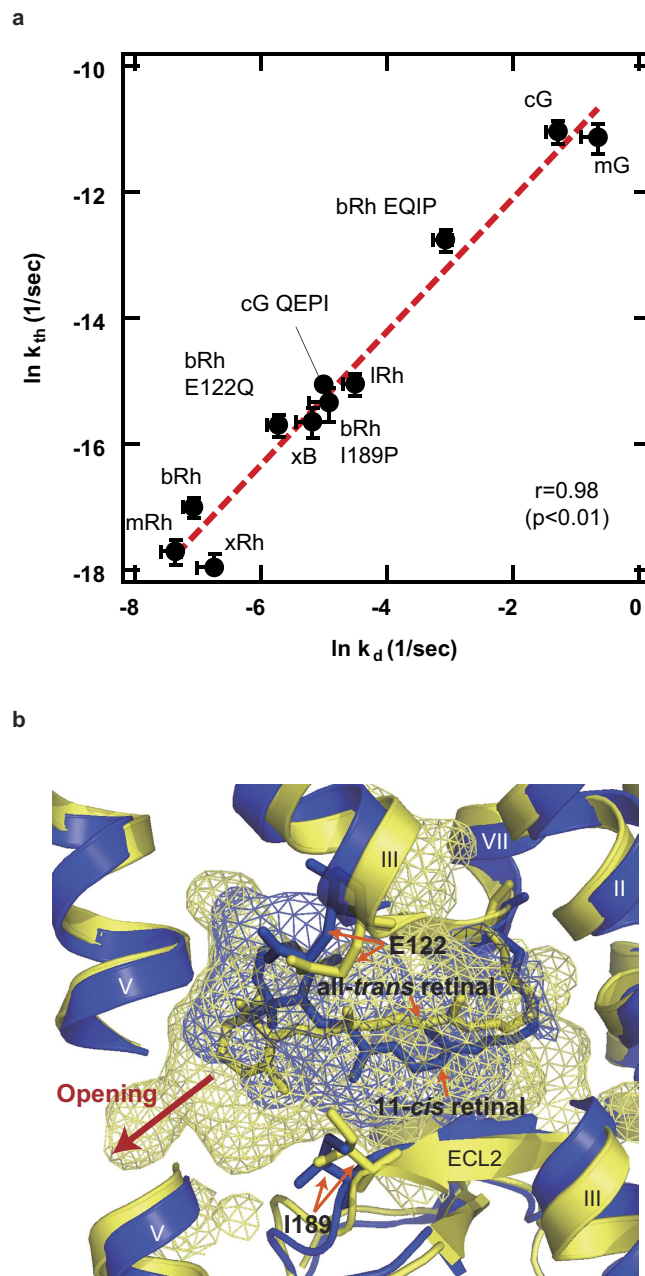 a
-10
-12
-14
-16
-18
ln k th (1/sec)
cG
mG
bRh EQIP
cG QEPI
bRh
E122Q
lRh
xB
bRh
I189P
bRh
mRh
xRh
r=0.98
(p<0.01)
-8
-6
-4
-2
0
ln k d (1/sec)
b
III
VII
II
V
E122
all-trans retinal
Opening
11-cis retinal
ECL2
III
V
I189